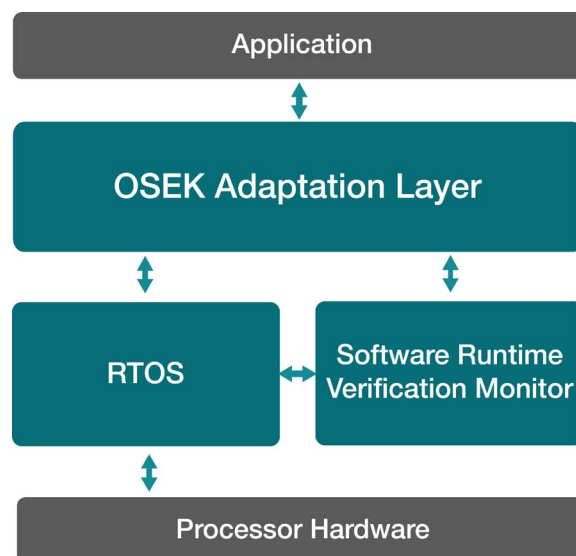 Application
OSEK Adaptation Layer
RTOS
Software Runtime
Verification Monitor
Processor Hardware